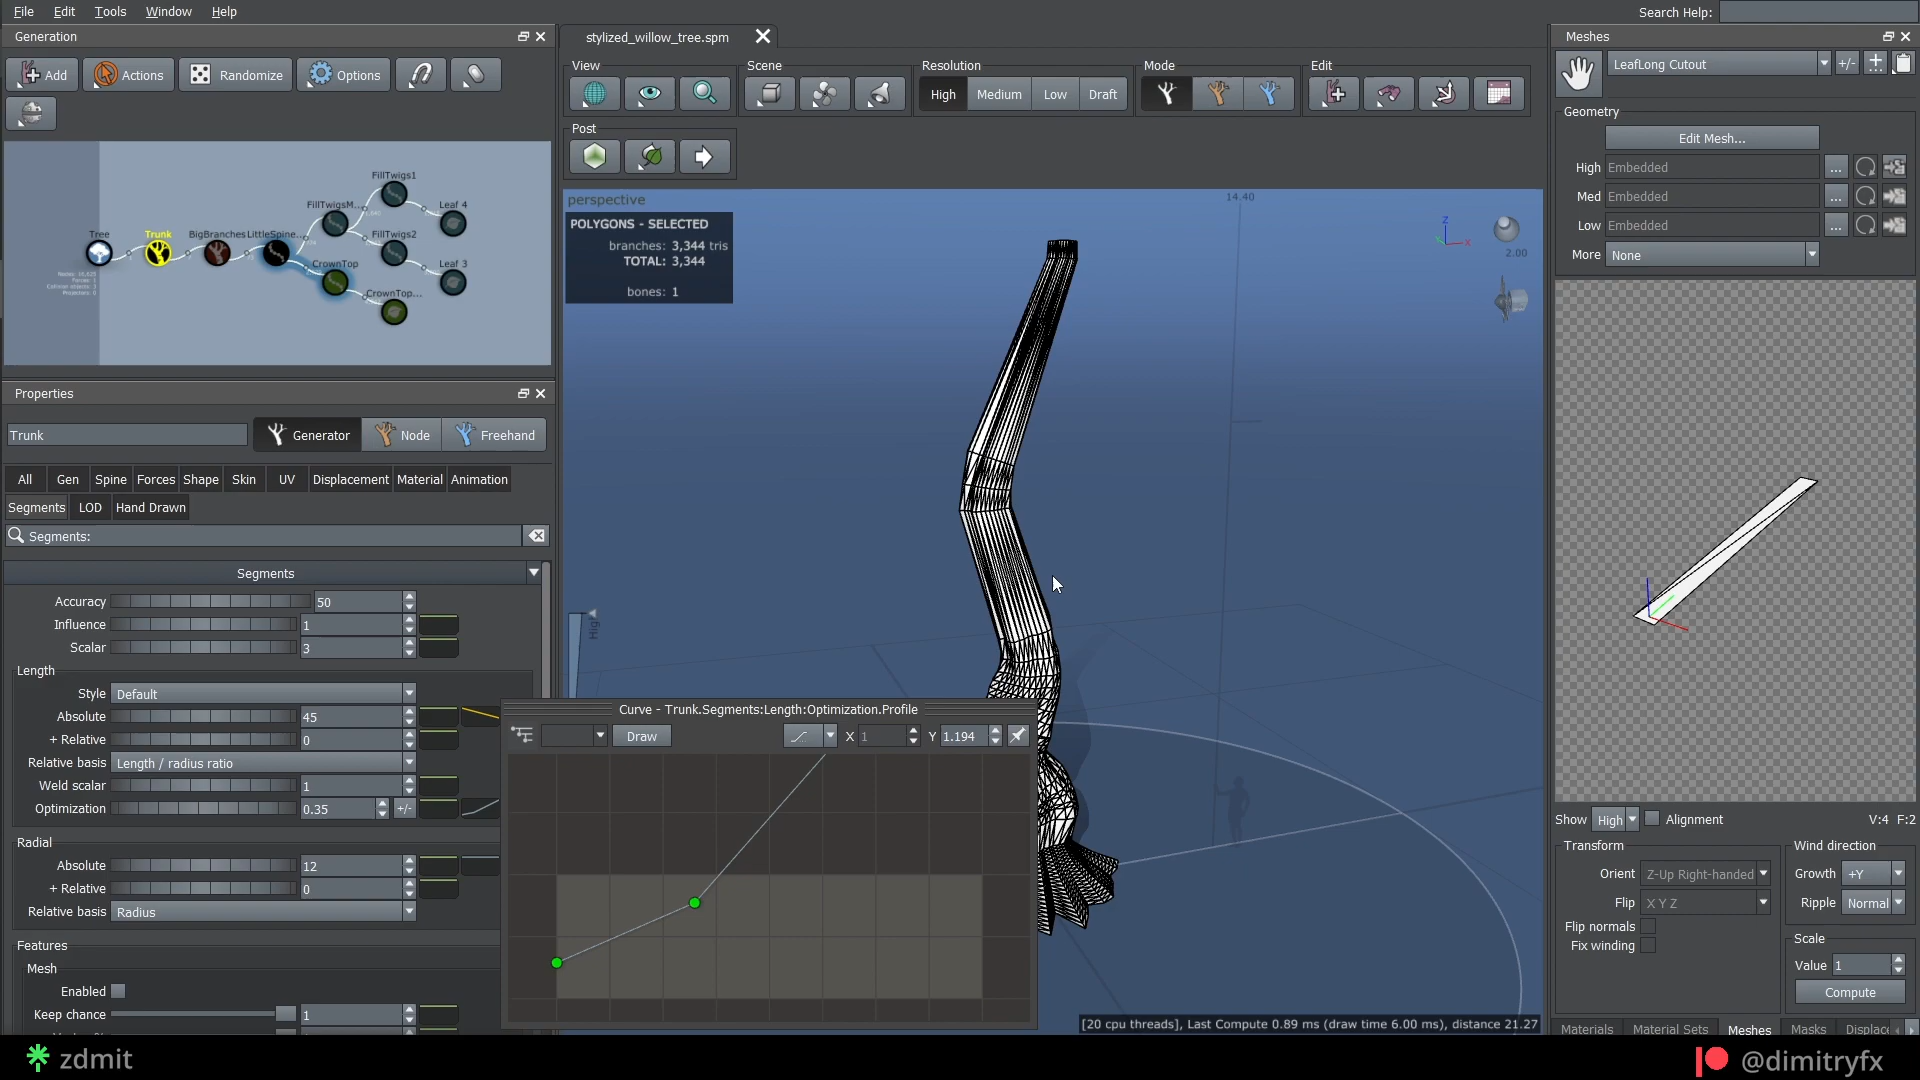 File Edit Tools Window Help
Search Help:
Generation
stylized_willow_tree.spm
Meshes
Add Actions Randomize Options
View Scene Resolution Mode Edit
High Medium Low Draft
LeafLong Cutout +/-
Geometry
Edit Mesh...
Post
High Embedded ...
Med Embedded ...
Low Embedded ...
More None
FillTwigs1
FillTwigsM... Leaf 4
Tree Trunk BigBranches LittleSpine... FillTwigs2
CrownTop Leaf 3
CrownTop...
perspective
14.40
POLYGONS - SELECTED
branches: 3,344 tris
TOTAL: 3,344
bones: 1
Z
X
2.00
Properties
Trunk Generator Node Freehand
All Gen Spine Forces Shape Skin UV Displacement Material Animation
Segments LOD Hand Drawn
Segments:
Segments
Accuracy 50
Influence 1
Scalar 3
Length
Style Default
Absolute 45
+ Relative 0
Relative basis Length / radius ratio
Weld scalar 1
Optimization 0.35 +/-
Radial
Absolute 12
+ Relative 0
Relative basis Radius
Features
Mesh
Enabled
Keep chance 1
High
Curve - Trunk.Segments:Length:Optimization.Profile
Draw X 1 Y 1.194
[20 cpu threads], Last Compute 0.89 ms (draw time 6.00 ms), distance 21.27
Show High Alignment V:4 F:2
Transform Wind direction
Orient Z-Up Right-handed Growth +Y
Flip X Y Z Ripple Normal
Flip normals
Fix winding
Scale
Value 1
Compute
Materials Material Sets Meshes Masks Displace
zdmit
@dimitryfx